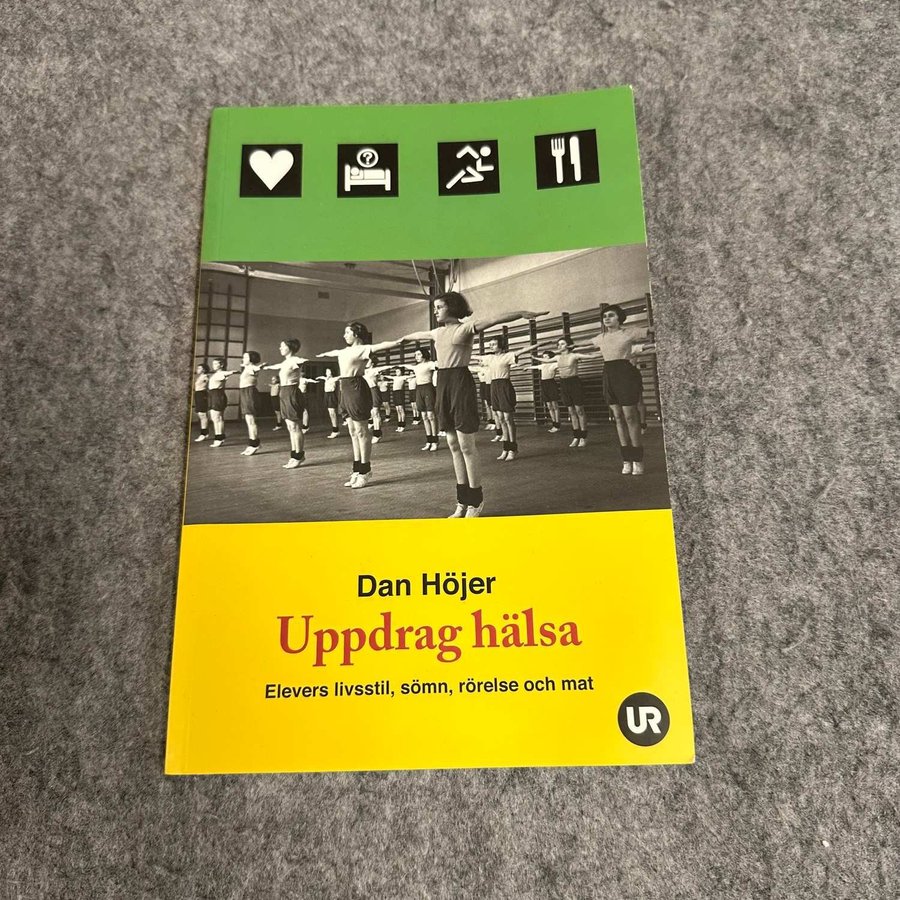 ?
Dan Höjer
Uppdrag hälsa
Elevers livsstil, sömn, rörelse och mat
UR